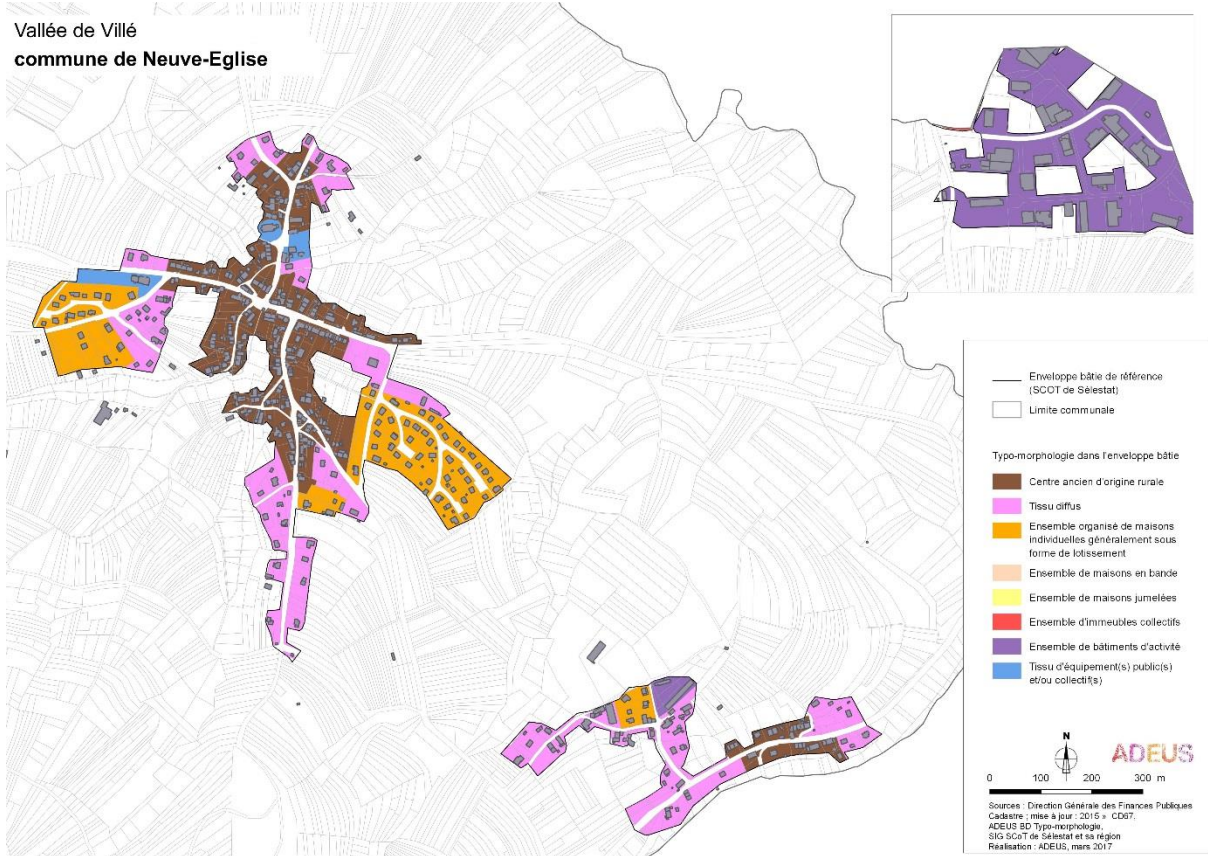 Vallée de Villé
commune de Neuve-Eglise
Enveloppe bâtie de référence
(SCOT de Sélestat)
Limite communale
Typo-morphologie dans l'enveloppe bâtie
Centre ancien d'origine rurale
Tissu diffus
Ensemble organisé de maisons
individuelles généralement sous
forme de lotissement
Ensemble de maisons en bande
Ensemble de maisons jumelées
Ensemble d'immeubles collectifs
Ensemble de bâtiments d'activité
Tissu d'équipement(s) public(s)
et/ou collectif(s)
N
ADEUS
0 100 200 300 m
Sources : Direction Générale des Finances Publiques
Cadastre ; mise à jour : 2015 » CD67,
ADEUS BD Typo-morphologie,
SIG SCoT de Sélestat et sa région
Réalisation : ADEUS, mars 2017